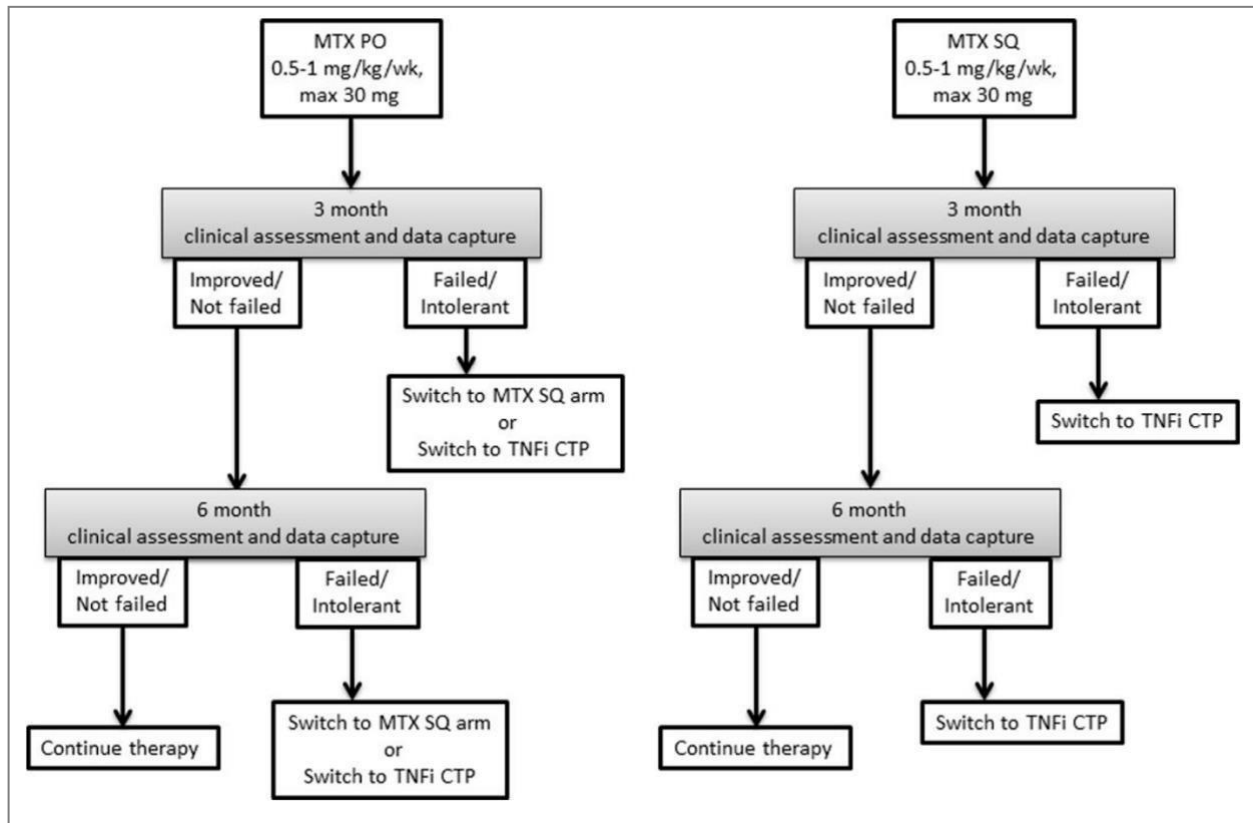 MTX PO
0.5-1 mg/kg/wk,
max 30 mg
3 month
clinical assessment and data capture
Improved/
Not failed
Failed/
Intolerant
Switch to MTX SQ arm
or
Switch to TNFi CTP
6 month
clinical assessment and data capture
Improved/
Not failed
Failed/
Intolerant
Continue therapy
Switch to MTX SQ arm
or
Switch to TNFi CTP
MTX SQ
0.5-1 mg/kg/wk,
max 30 mg
3 month
clinical assessment and data capture
Improved/
Not failed
Failed/
Intolerant
Switch to TNFi CTP
6 month
clinical assessment and data capture
Improved/
Not failed
Failed/
Intolerant
Continue therapy
Switch to TNFi CTP